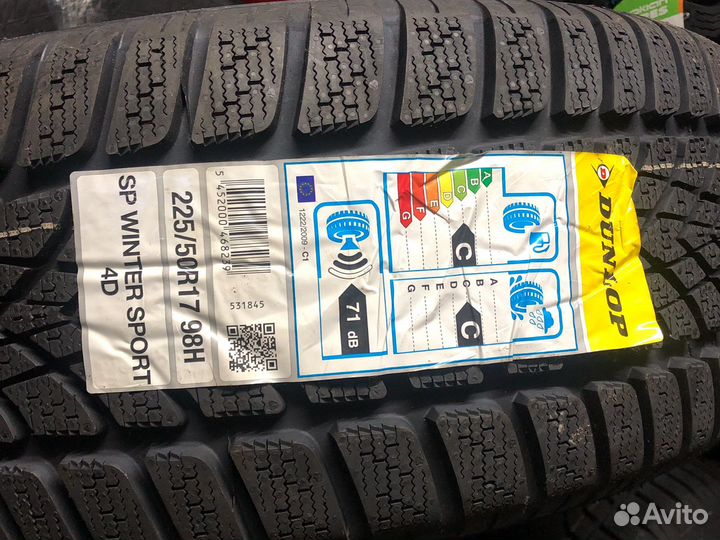 DUNLOP
A
B
C
D
E
F
G
C
A
B
C
D
E
F
G
C
71 dB
1222/2009 - C1
5 452000 468239
531845
225/50R17 98H
SP WINTER SPORT
4D
Avito